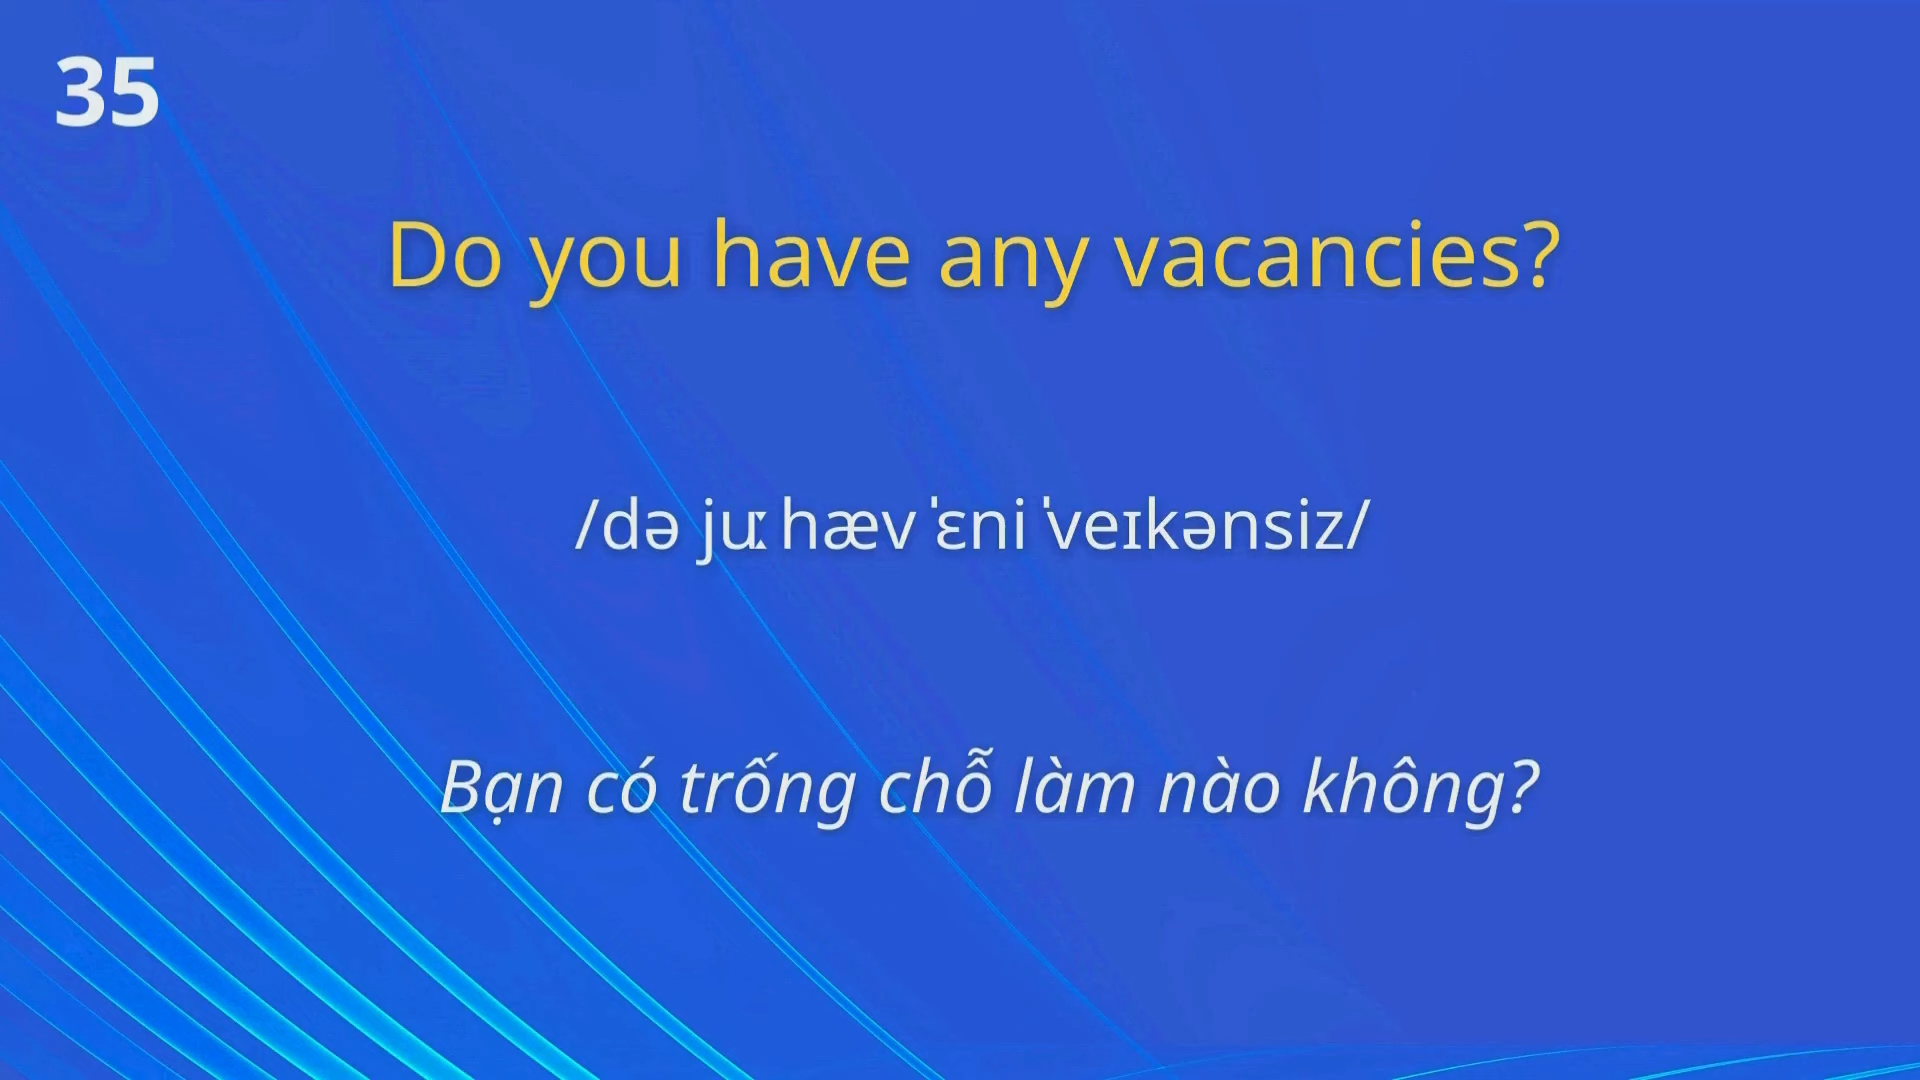 35
Do you have any vacancies?
/də juː hæv ˈɛni ˈveɪkənsiz/
Bạn có trống chỗ làm nào không?